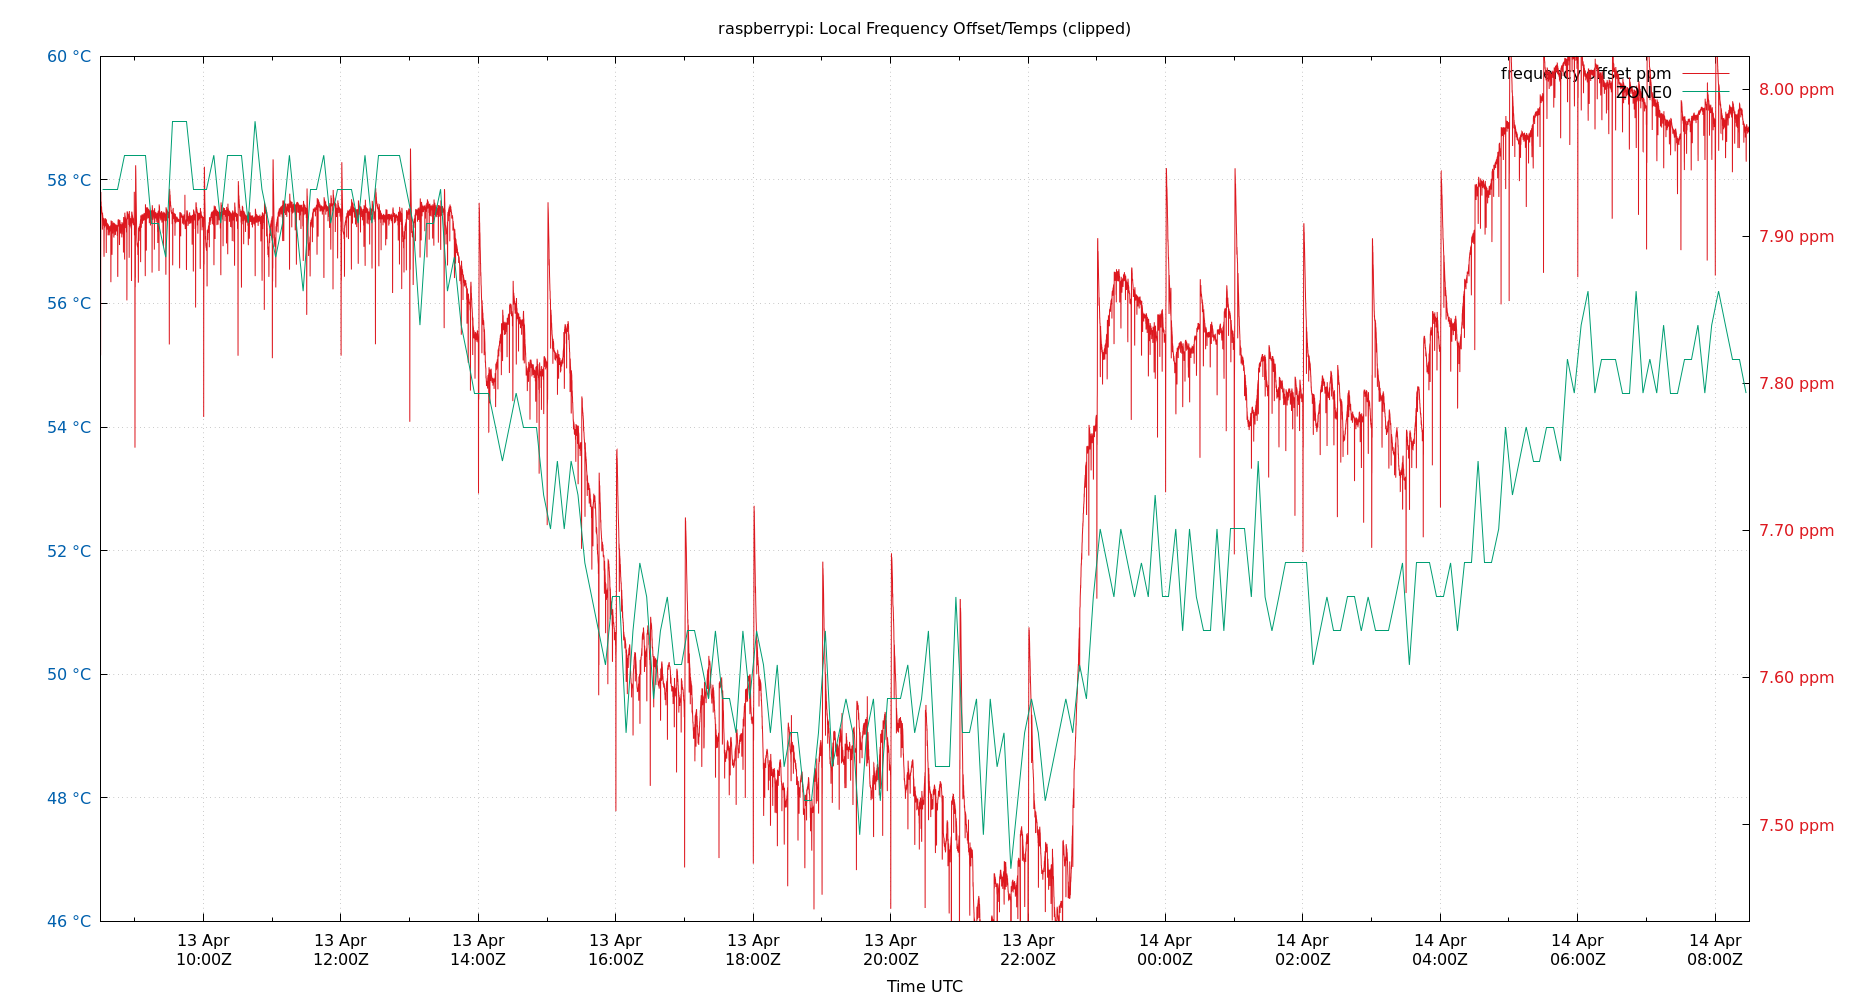 raspberrypi: Local Frequency Offset/Temps (clipped)
60 °C
58 °C
56 °C
54 °C
52 °C
50 °C
48 °C
46 °C
frequency offset ppm
ZONE0
8.00 ppm
7.90 ppm
7.80 ppm
7.70 ppm
7.60 ppm
7.50 ppm
13 Apr 13 Apr 13 Apr 13 Apr 13 Apr 13 Apr 13 Apr 14 Apr 14 Apr 14 Apr 14 Apr 14 Apr
10:00Z 12:00Z 14:00Z 16:00Z 18:00Z 20:00Z 22:00Z 00:00Z 02:00Z 04:00Z 06:00Z 08:00Z
Time UTC